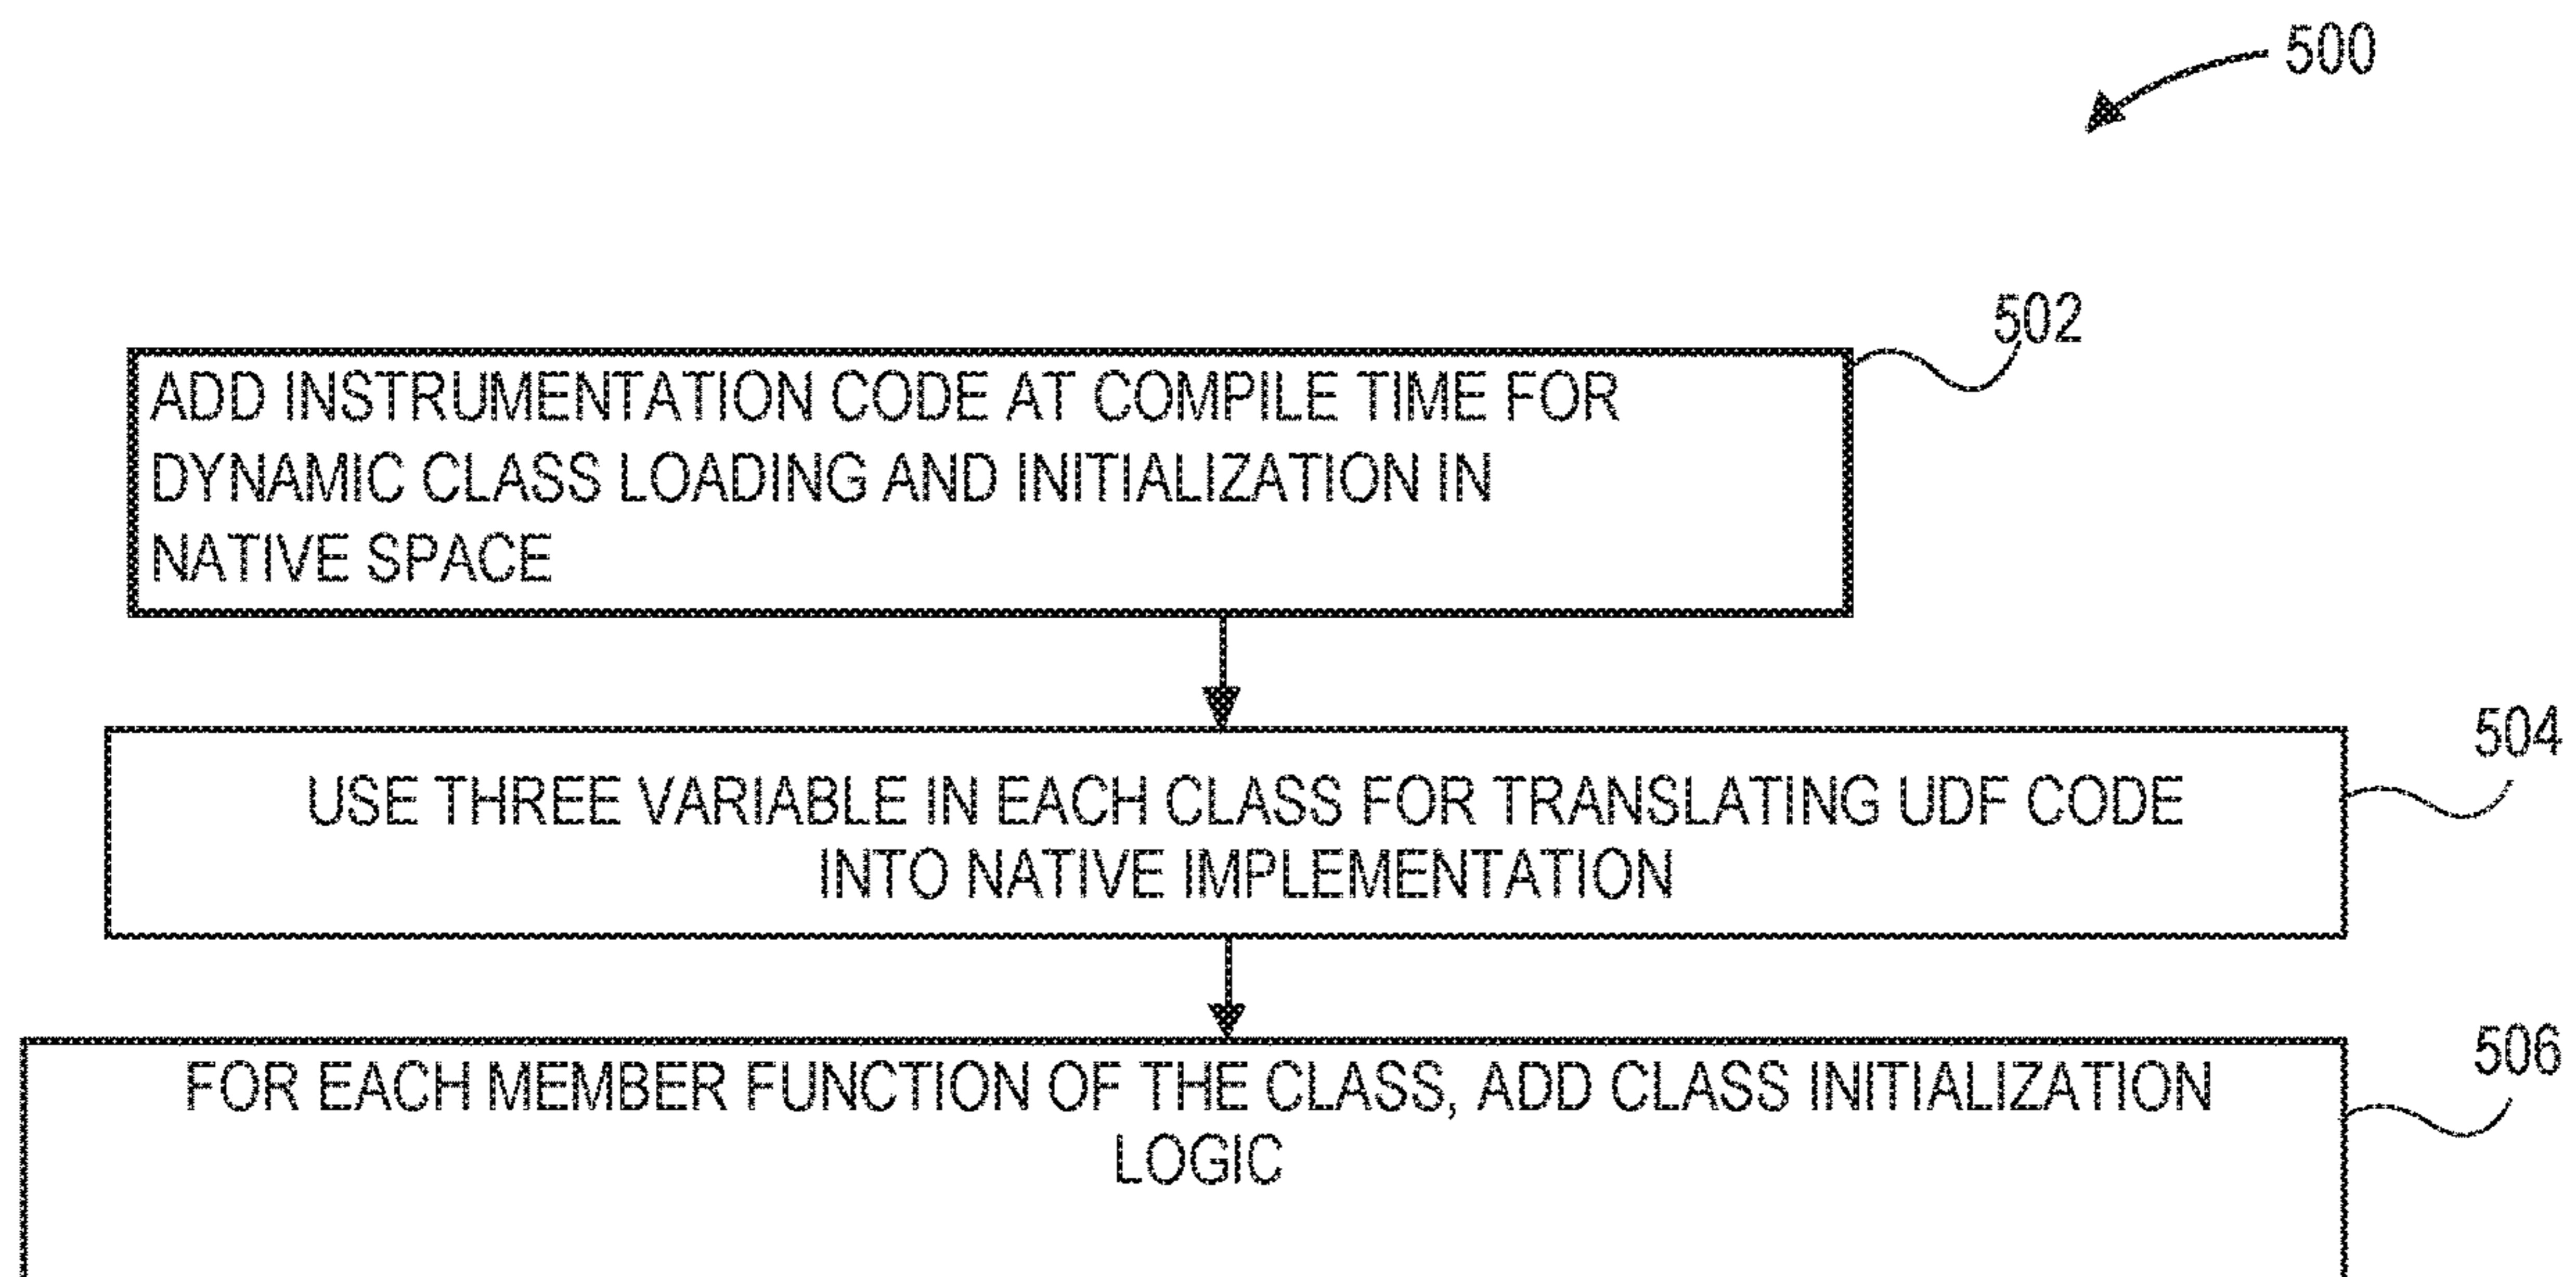 500
502
ADD INSTRUMENTATION CODE AT COMPILE TIME FOR
DYNAMIC CLASS LOADING AND INITIALIZATION IN
NATIVE SPACE
504
USE THREE VARIABLE IN EACH CLASS FOR TRANSLATING UDF CODE
INTO NATIVE IMPLEMENTATION
506
FOR EACH MEMBER FUNCTION OF THE CLASS, ADD CLASS INITIALIZATION
LOGIC